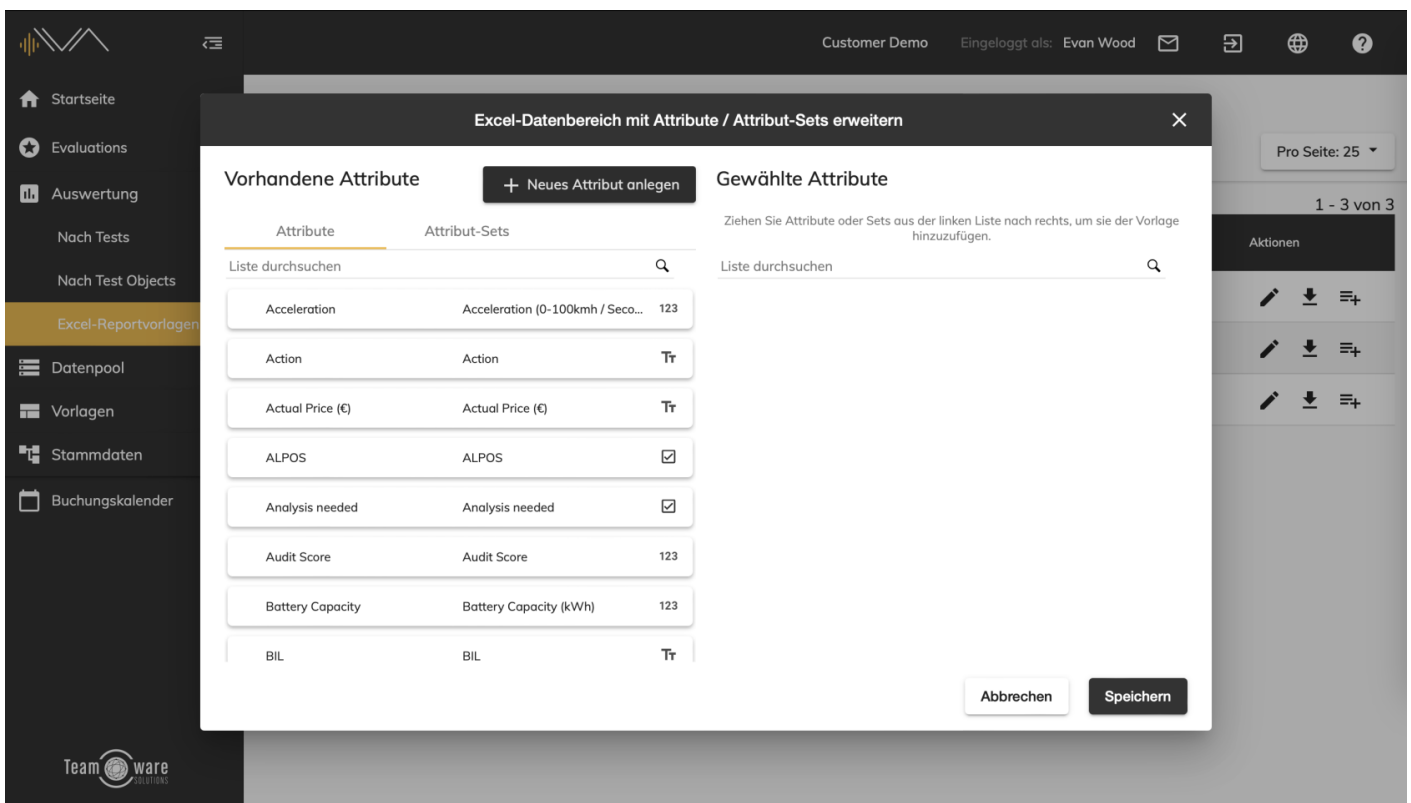 Customer Demo Eingeloggt als: Evan Wood
Startseite
Evaluations
Auswertung
Nach Tests
Nach Test Objects
Excel-Reportvorlagen
Datenpool
Vorlagen
Stammdaten
Buchungskalender
Team ware
SOLUTIONS
Excel-Datenbereich mit Attribute / Attribut-Sets erweitern
Vorhandene Attribute
+ Neues Attribut anlegen
Attribute Attribut-Sets
Liste durchsuchen
Acceleration Acceleration (0-100kmh / Seco... 123
Action Action Tт
Actual Price (€) Actual Price (€) Tт
ALPOS ALPOS
Analysis needed Analysis needed
Audit Score Audit Score 123
Battery Capacity Battery Capacity (kWh) 123
BIL BIL Tт
Gewählte Attribute
Ziehen Sie Attribute oder Sets aus der linken Liste nach rechts, um sie der Vorlage
hinzuzufügen.
Liste durchsuchen
Abbrechen Speichern
Pro Seite: 25
1 - 3 von 3
Aktionen